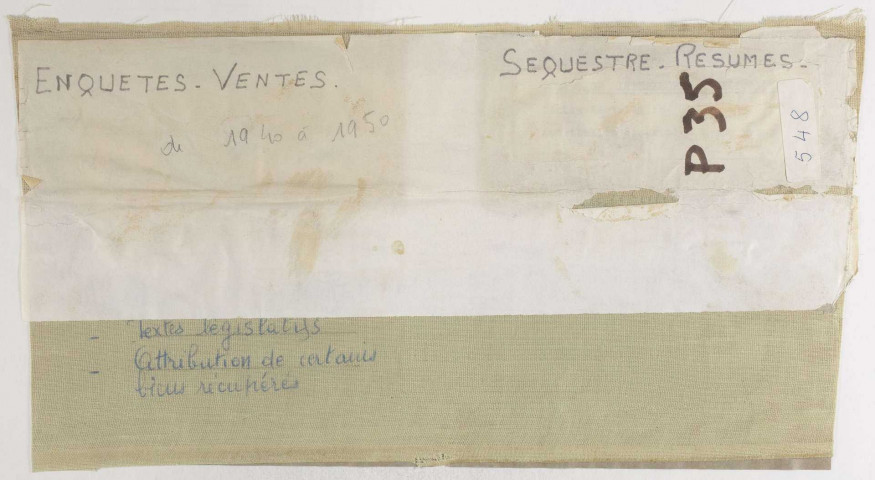 ENQUETES - VENTES.
SEQUESTRE - RESUMES -
de 1940 à 1950
P35
548
- Textes législatifs
- Attribution de certains
biens récupérés